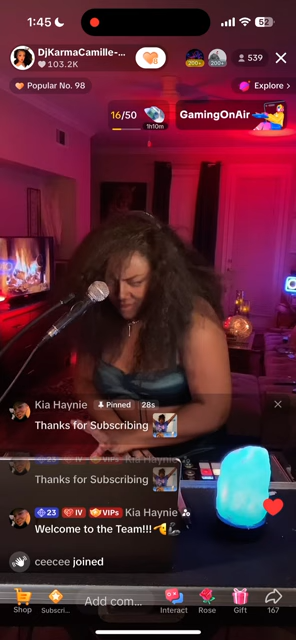 1:45
52
DjKarmaCamille-...
103.2K
200+
200+
539
Popular No. 98
Explore >
16/50
1h10m
GamingOnAir
Kia Haynie
Pinned
28s
Thanks for Subscribing
Thanks for Subscribing
23 IV VIPs Kia Haynie
Welcome to the Team!!!
ceecee joined
Add com...
Shop
Subscri...
Interact
Rose
Gift
167